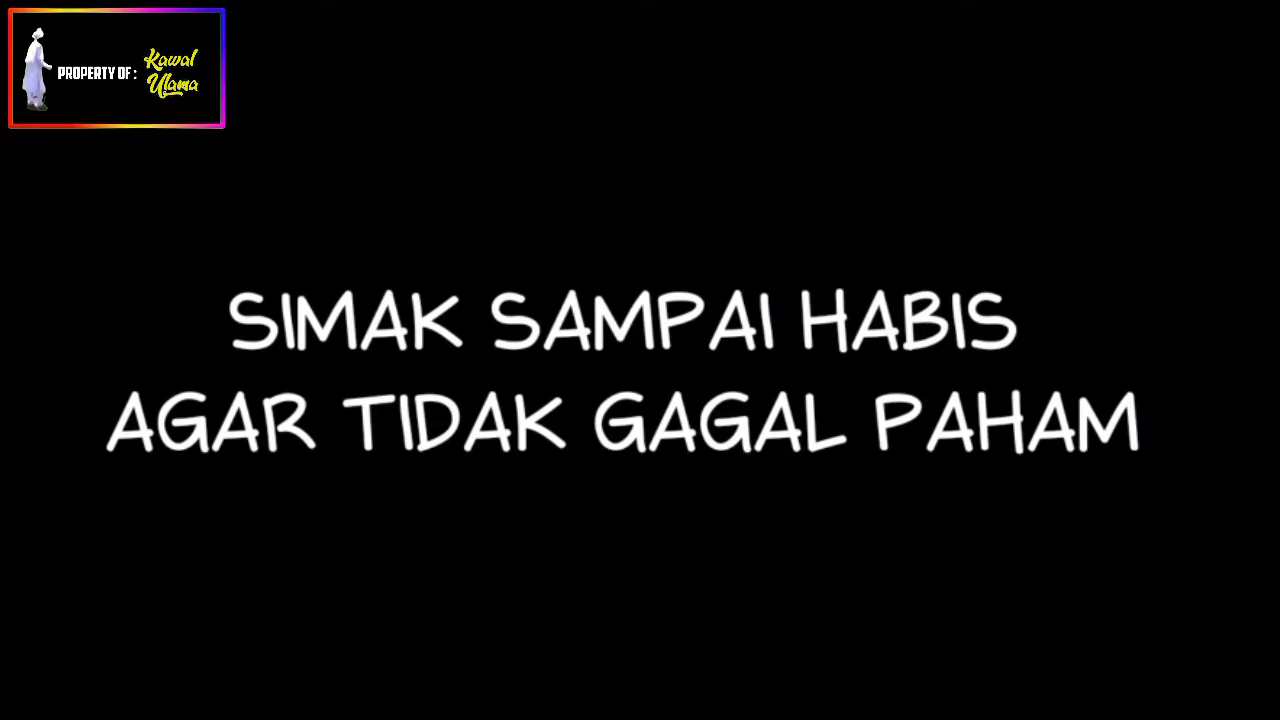 PROPERTY OF : Kawal Ulama
SIMAK SAMPAI HABIS
AGAR TIDAK GAGAL PAHAM